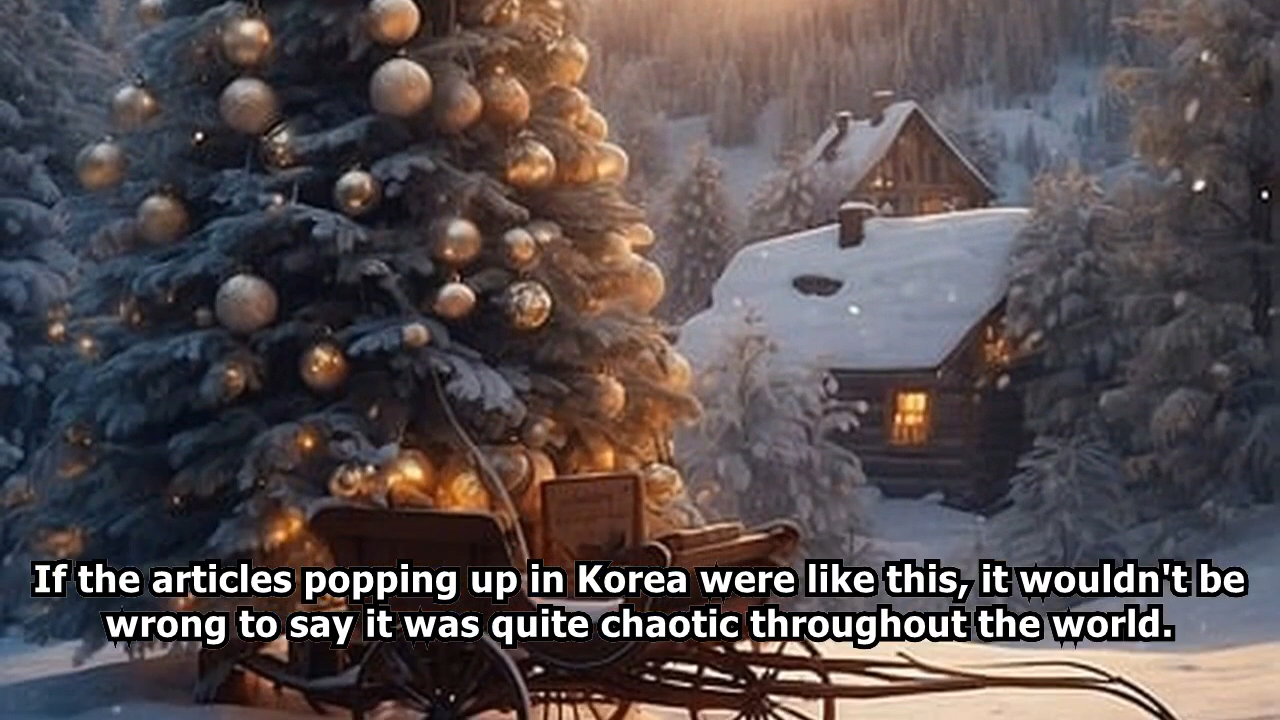 If the articles popping up in Korea were like this, it wouldn't be
wrong to say it was quite chaotic throughout the world.